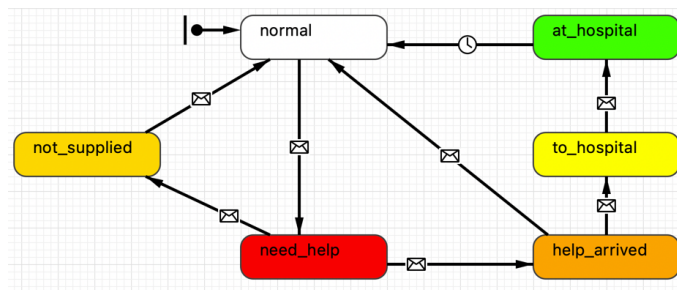 normal
at_hospital
not_supplied
to_hospital
need_help
help_arrived